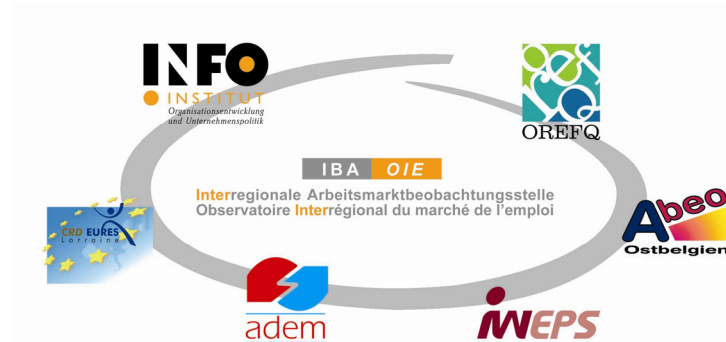 INFO
INSTITUT
Organisationsentwicklung
und Unternehmenspolitik
OREFQ
IBA OIE
Interregionale Arbeitsmarktbeobachtungsstelle
Observatoire Interrégional du marché de l'emploi
CRD EURES
Lorraine
Abeo
Ostbelgien
adem
IWEPS